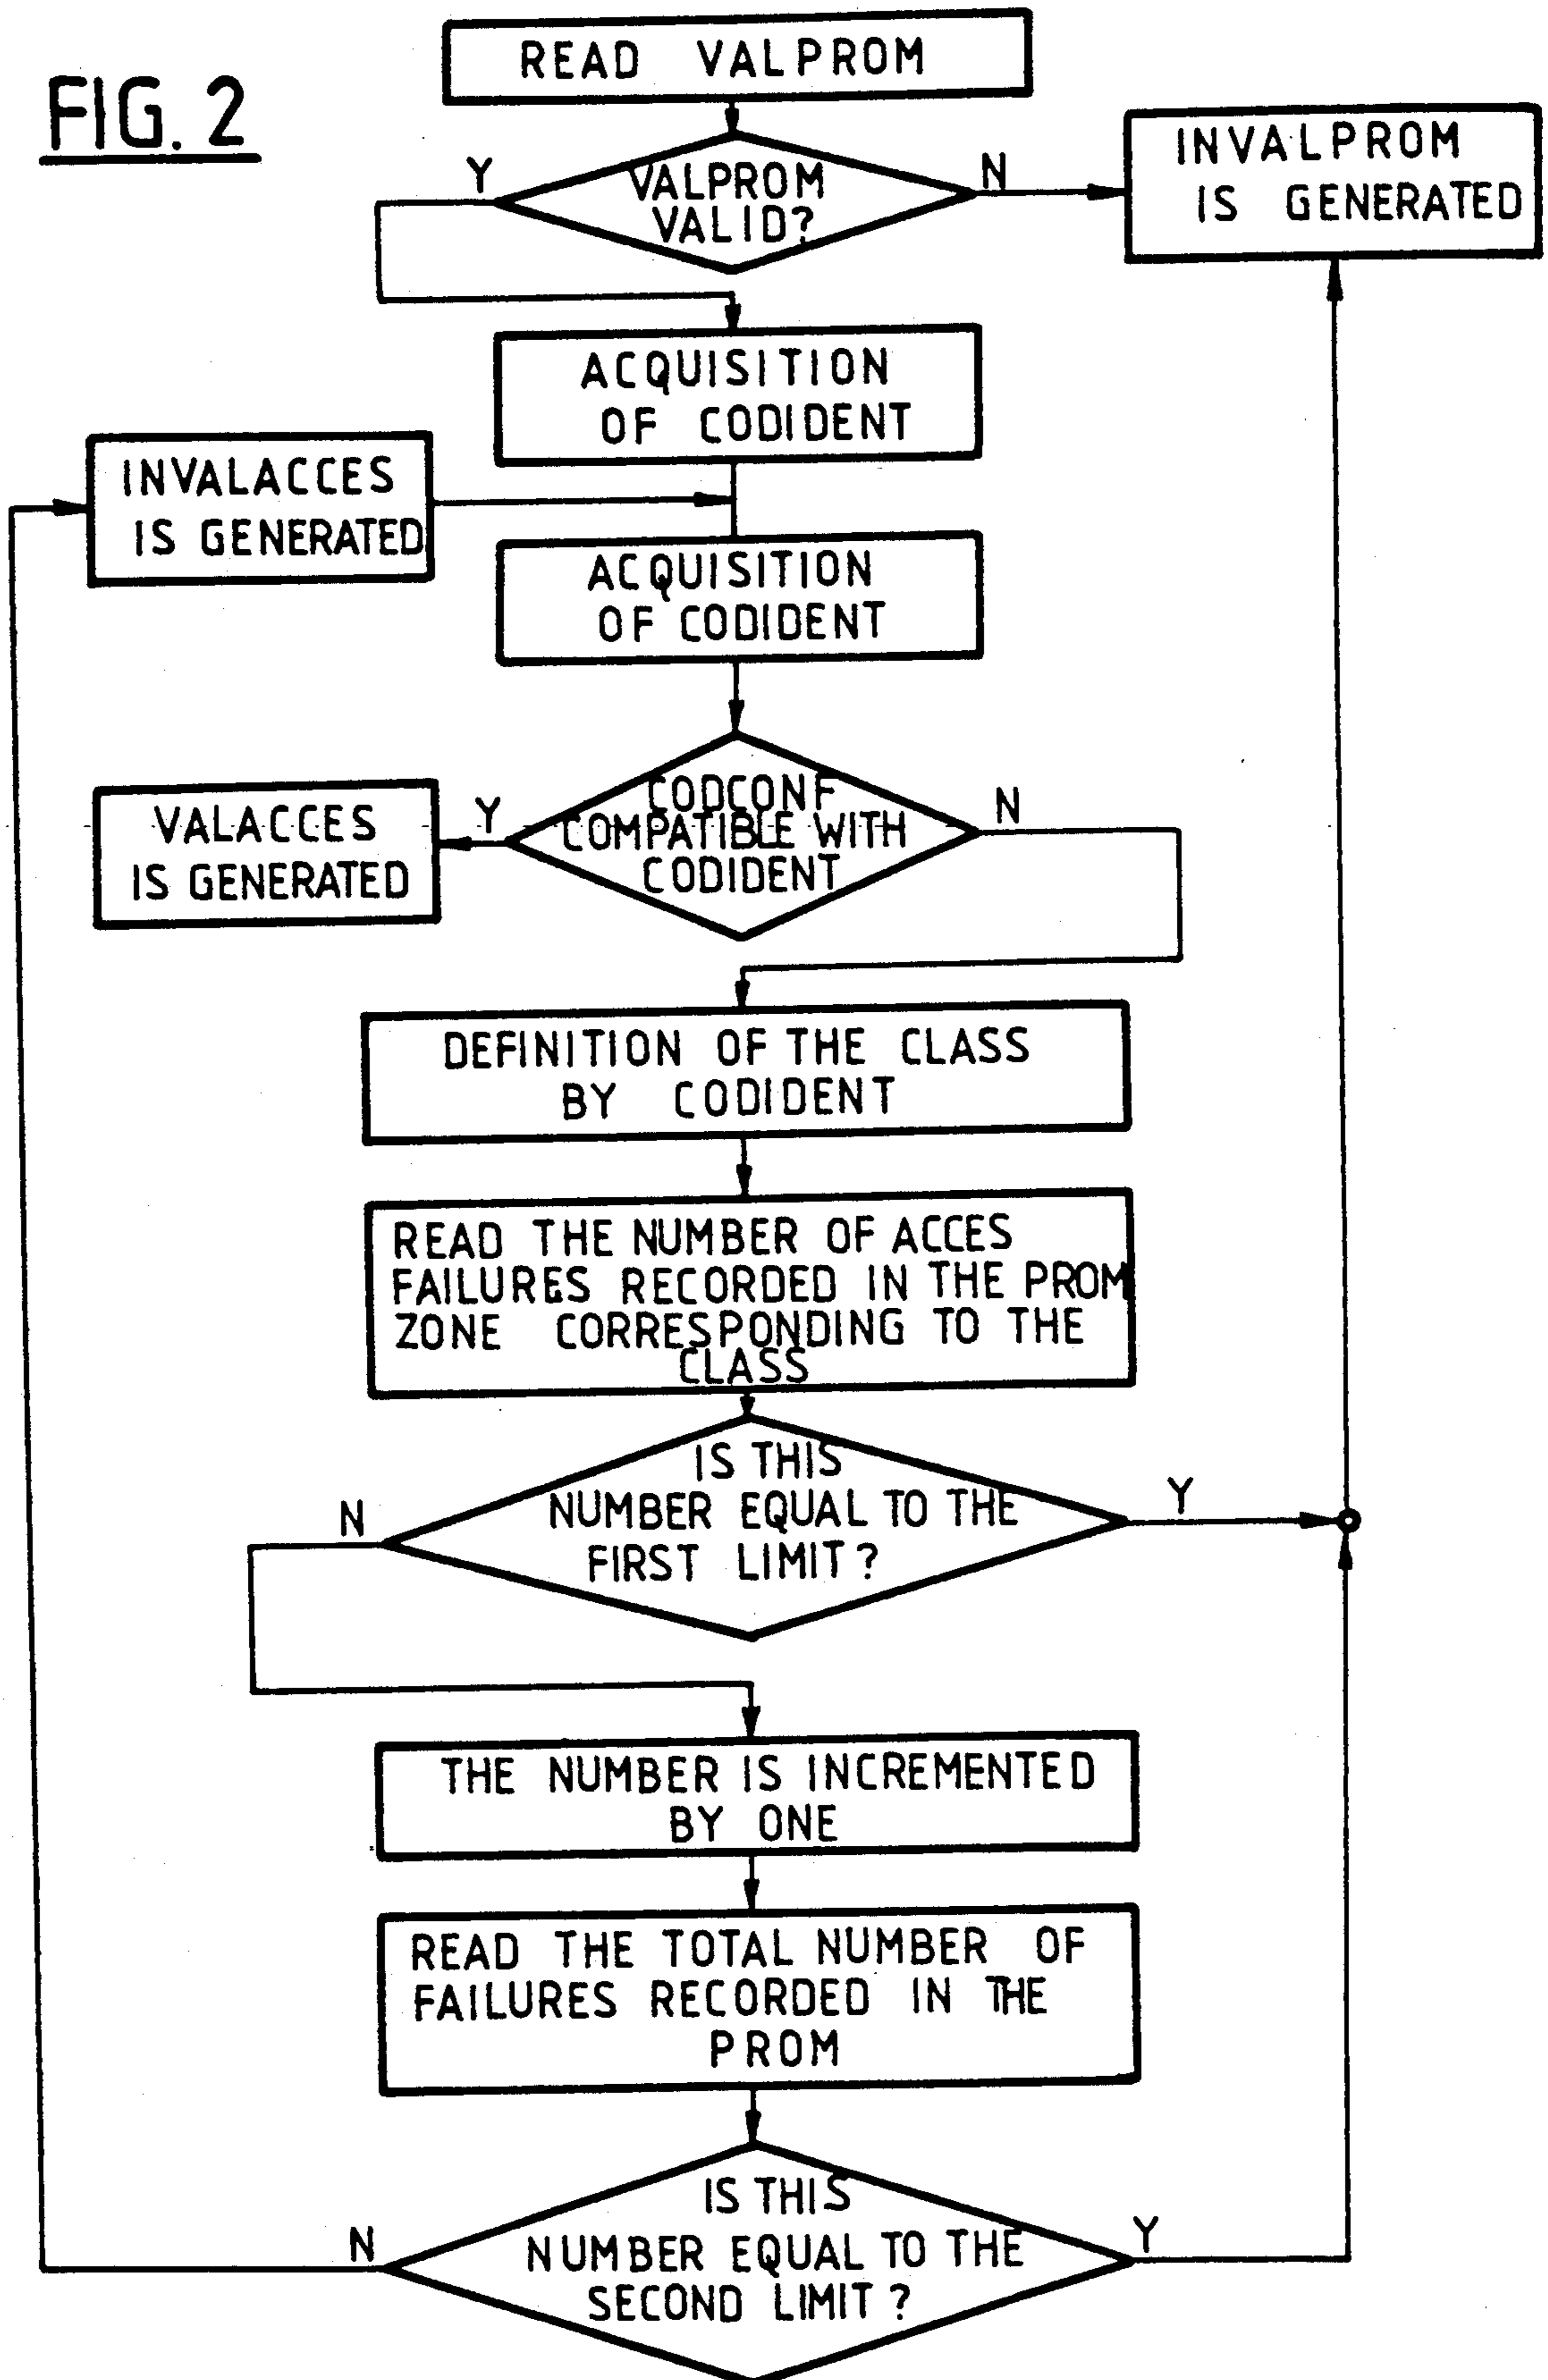 FIG. 2
READ VALPROM
VALPROM
VALID?
Y
N
INVALPROM
IS GENERATED
ACQUISITION
OF CODIDENT
INVALACCES
IS GENERATED
ACQUISITION
OF CODIDENT
CODCONF
COMPATIBLE WITH
CODIDENT
Y
N
VALACCES
IS GENERATED
DEFINITION OF THE CLASS
BY CODIDENT
READ THE NUMBER OF ACCES
FAILURES RECORDED IN THE PROM
ZONE CORRESPONDING TO THE
CLASS
IS THIS
NUMBER EQUAL TO THE
FIRST LIMIT?
N
Y
THE NUMBER IS INCREMENTED
BY ONE
READ THE TOTAL NUMBER OF
FAILURES RECORDED IN THE
PROM
IS THIS
NUMBER EQUAL TO THE
SECOND LIMIT?
N
Y